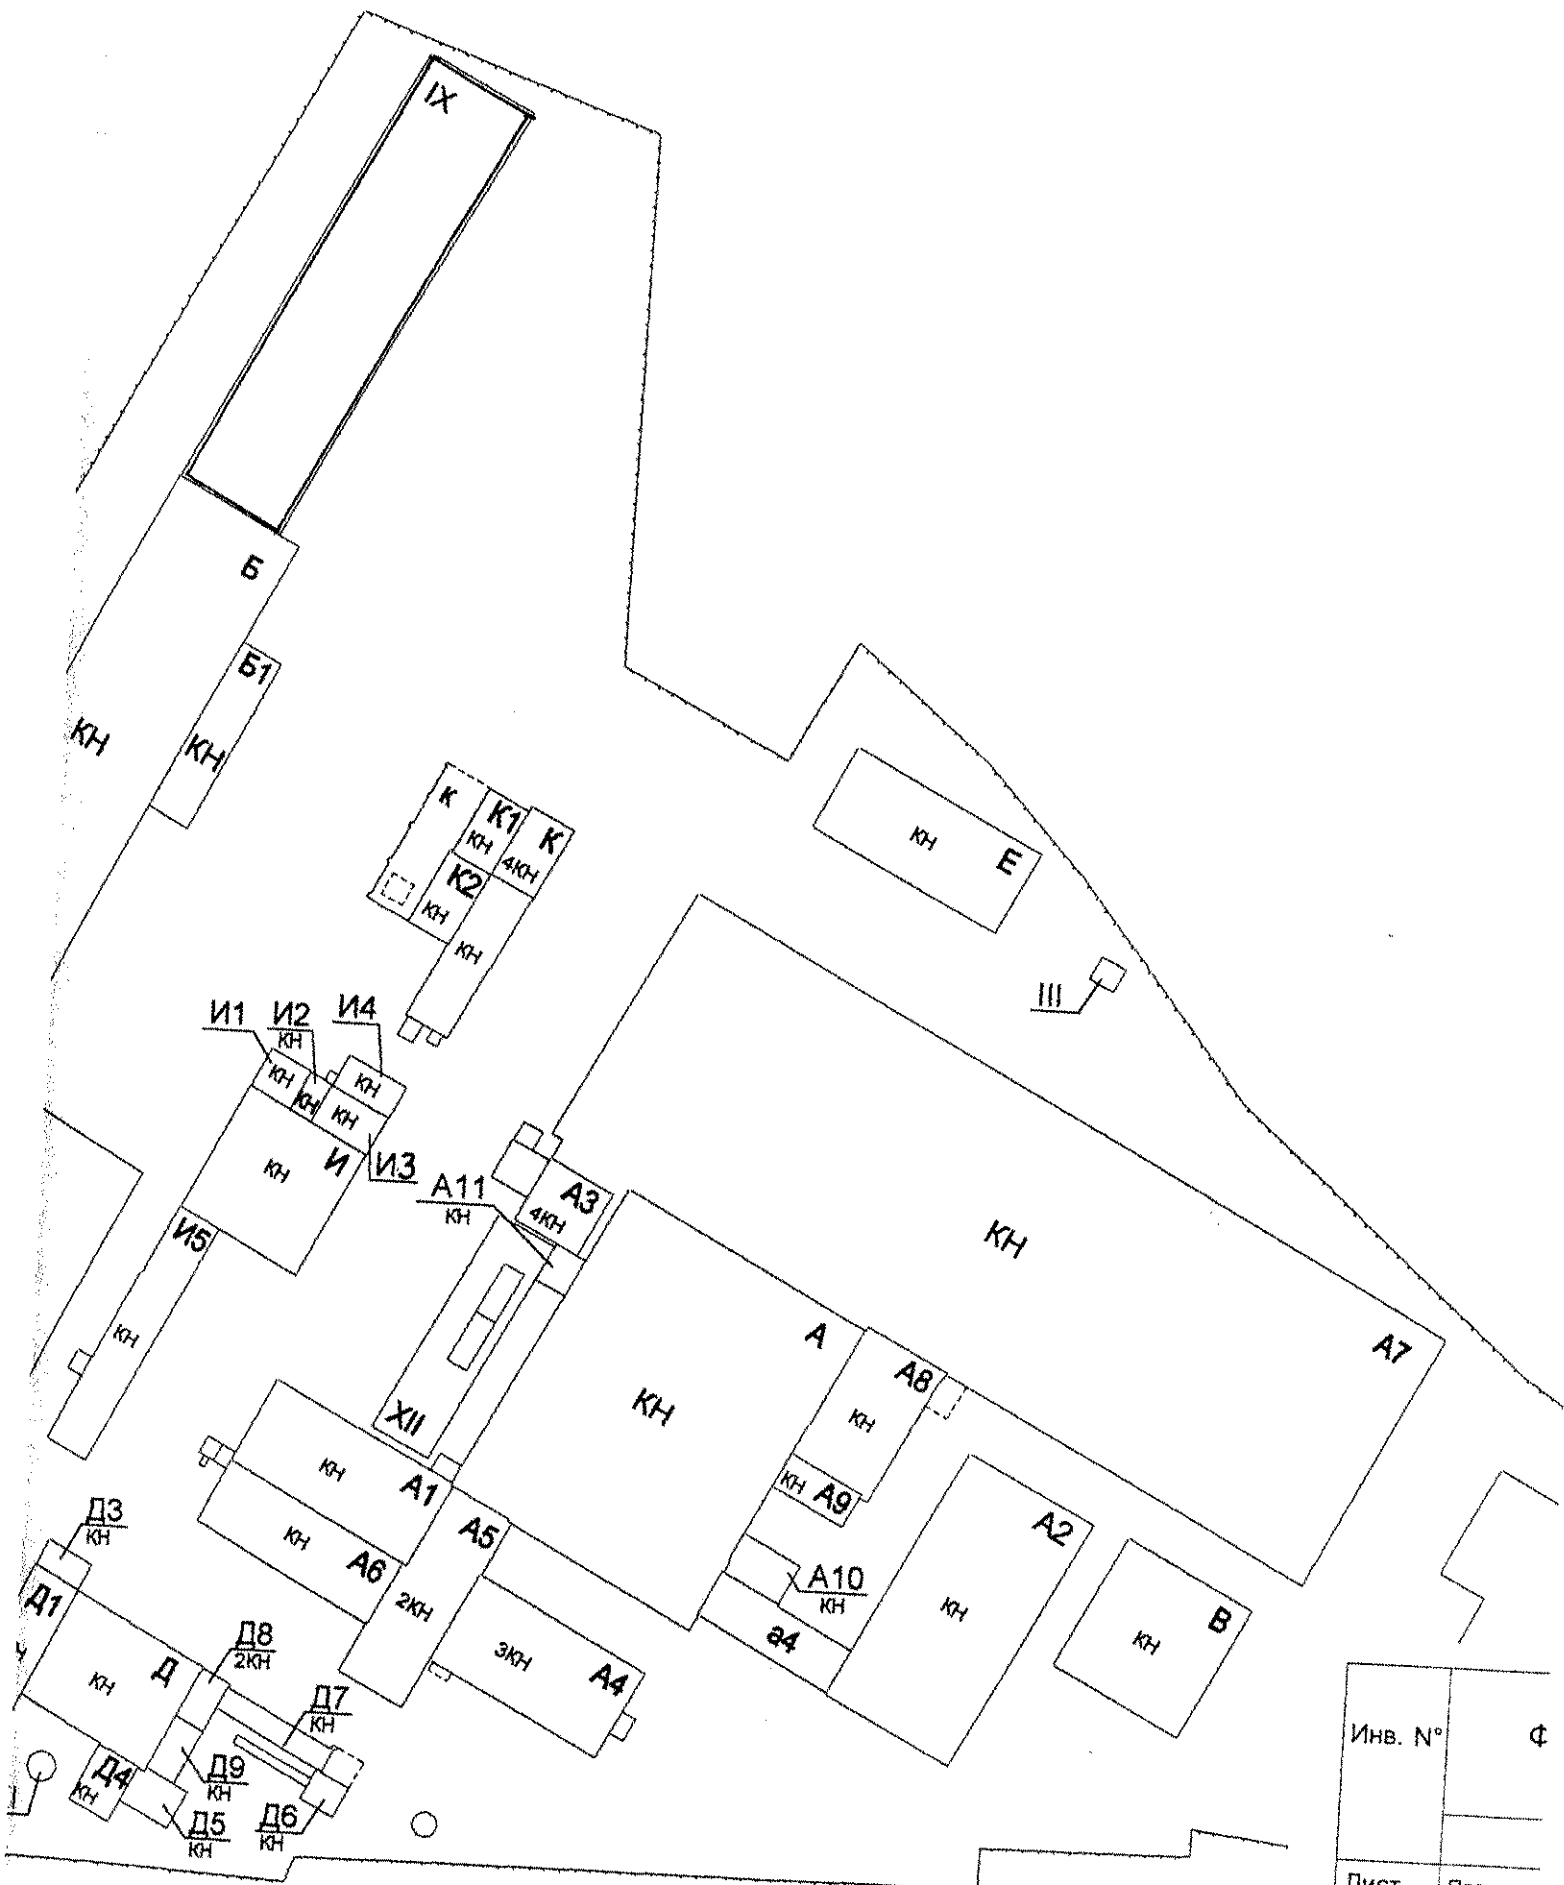 IX
Б
Б1
КН
КН
к
К1
К
КН
4КН
К2
КН
КН
Е
КН
III
И1
И2
КН
И4
КН
КН
КН
КН
И
КН
И3
И5
КН
А11
КН
А3
4КН
КН
А7
А
КН
А8
КН
КН
А9
XII
КН
А1
КН
А6
А5
2КН
3КН
А4
А10
КН
а4
А2
КН
В
КН
Д3
КН
Д1
Д
КН
Д8
2КН
Д7
КН
Д9
КН
Д4
КН
Д5
КН
Д6
КН
Инв. N°
Ф
Лист